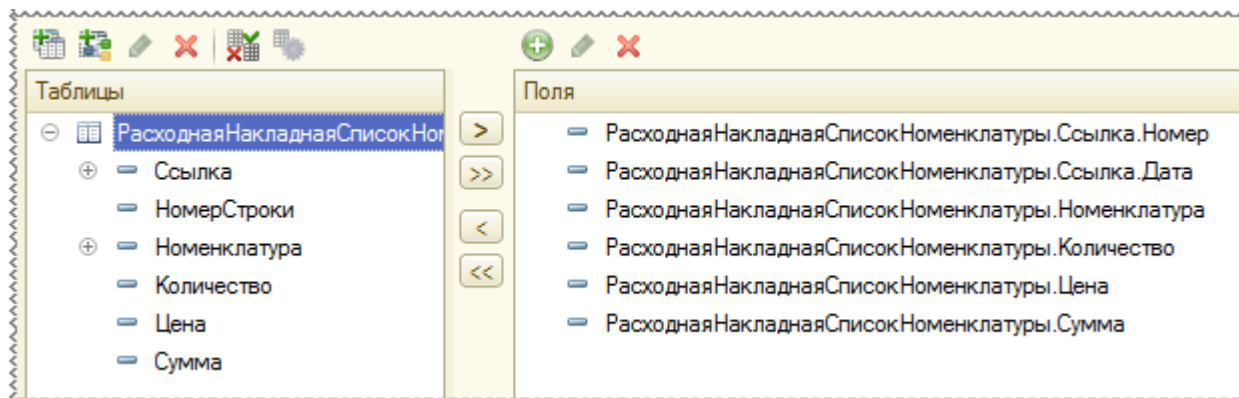 Таблицы
РасходнаяНакладнаяСписокНом
Ссылка
НомерСтроки
Номенклатура
Количество
Цена
Сумма
>
>>
<
<<
Поля
РасходнаяНакладнаяСписокНоменклатуры.Ссылка.Номер
РасходнаяНакладнаяСписокНоменклатуры.Ссылка.Дата
РасходнаяНакладнаяСписокНоменклатуры.Номенклатура
РасходнаяНакладнаяСписокНоменклатуры.Количество
РасходнаяНакладнаяСписокНоменклатуры.Цена
РасходнаяНакладнаяСписокНоменклатуры.Сумма